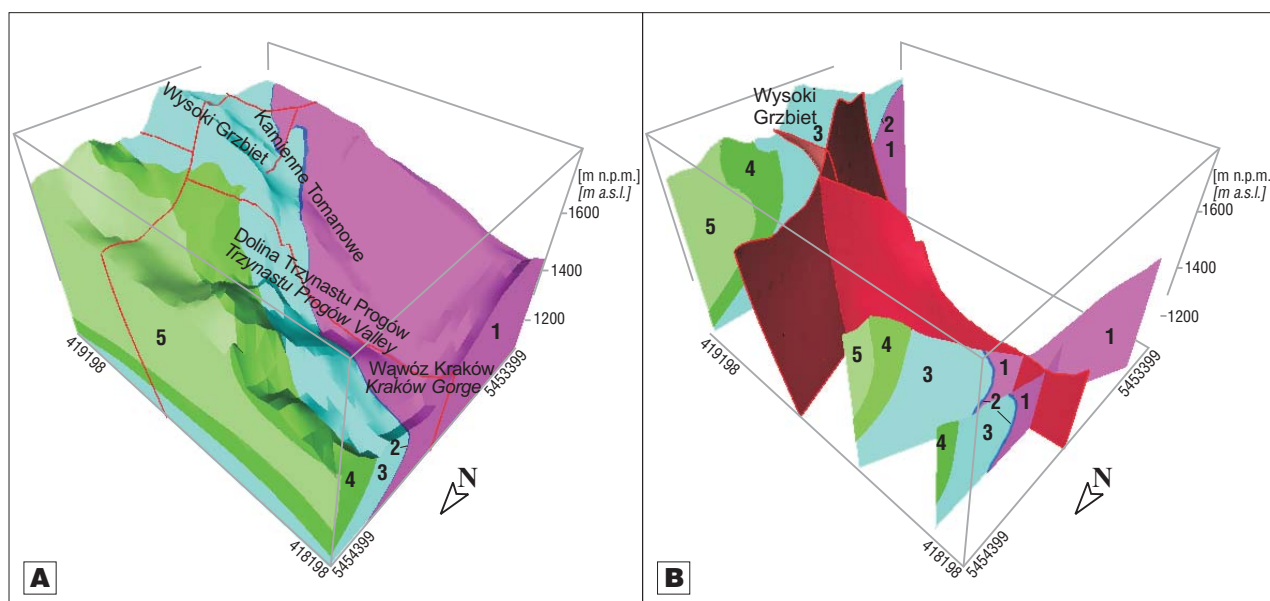 Wysoki Grzbiet
Kamienne Tomanowe
Dolina Trzynastu Progów
Trzynastu Progów Valley
Wąwóz Kraków
Kraków Gorge
[m n.p.m.]
[m a.s.l.]
1600
1400
1200
1
2
3
4
5
419198
418198
5453399
5454399
N
A
Wysoki
Grzbiet
3
2
1
4
5
[m n.p.m.]
[m a.s.l.]
1600
1400
1200
1
5
4
3
1
2
1
3
4
419198
418198
5453399
5454399
N
B